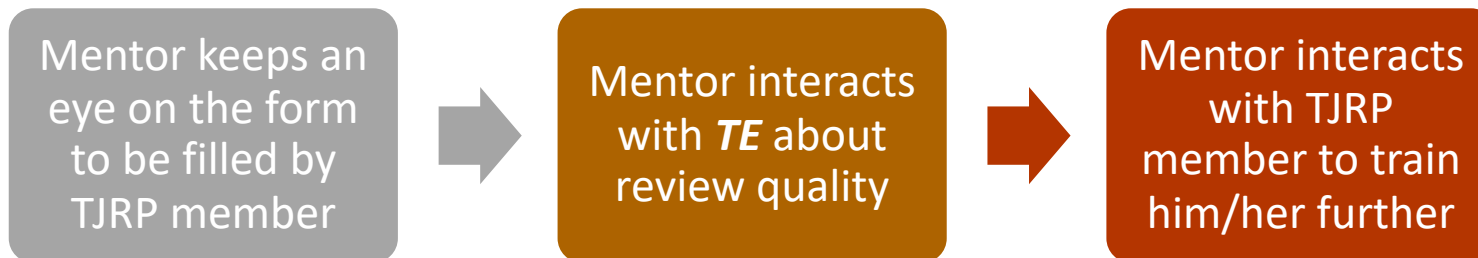 Mentor keeps an
eye on the form
to be filled by
TJRP member
Mentor interacts
with TE about
review quality
Mentor interacts
with TJRP
member to train
him/her further